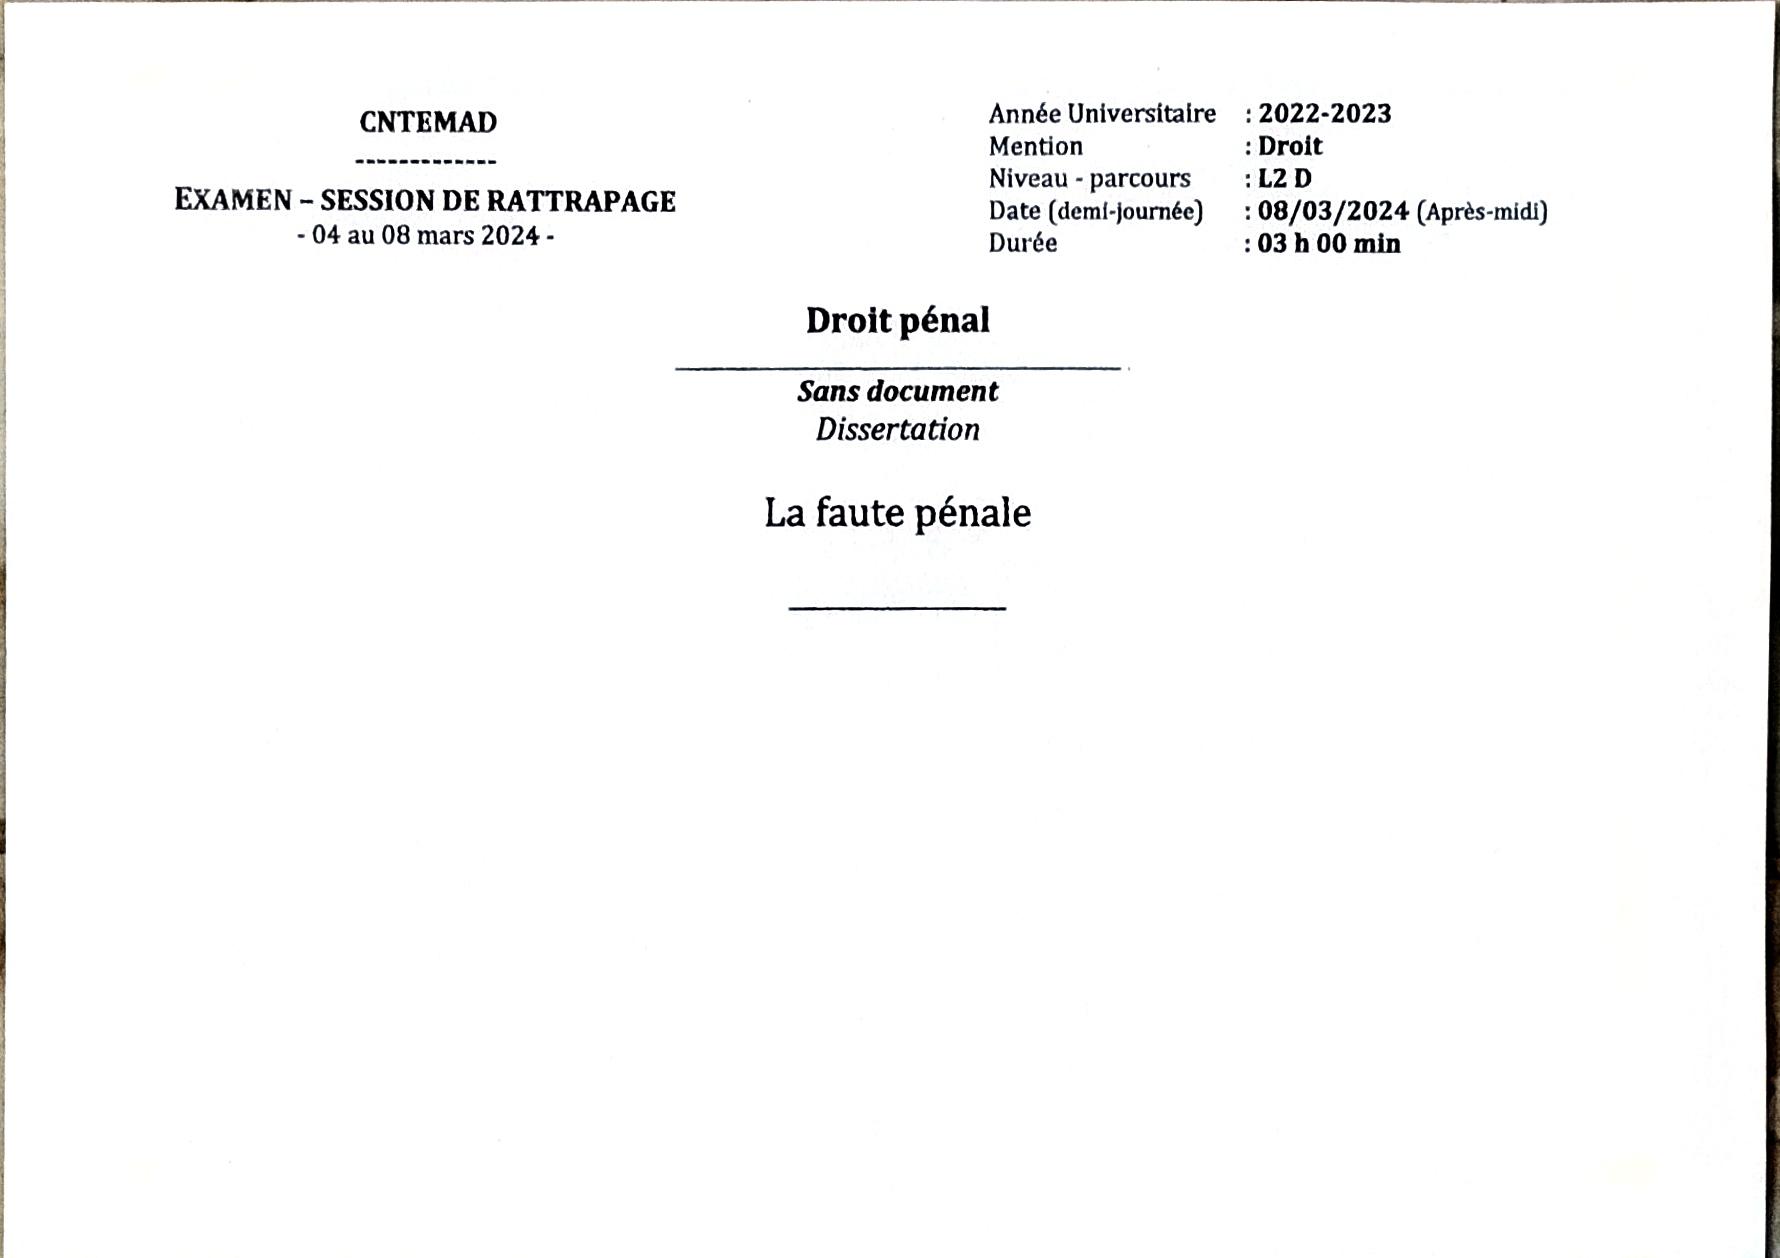 CNTEMAD
-------------
EXAMEN – SESSION DE RATTRAPAGE
- 04 au 08 mars 2024 -
Année Universitaire : 2022-2023
Mention : Droit
Niveau - parcours : L2 D
Date (demi-journée) : 08/03/2024 (Après-midi)
Durée : 03 h 00 min
Droit pénal
Sans document
Dissertation
La faute pénale